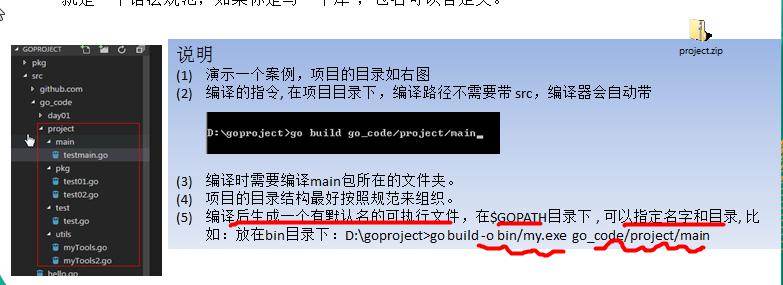 project.zip
GOPROJECT
pkg
src
github.com
go_code
day01
project
main
testmain.go
pkg
test01.go
test02.go
test
test.go
utils
myTools.go
myTools2.go
hello.go
说明
(1) 演示一个案例，项目的目录如右图
(2) 编译的指令, 在项目目录下，编译路径不需要带 src，编译器会自动带
D:\goproject>go build go_code/project/main_
(3) 编译时需要编译main包所在的文件夹。
(4) 项目的目录结构最好按照规范来组织。
(5) 编译后生成一个有默认名的可执行文件，在$GOPATH目录下 , 可以指定名字和目录, 比
如：放在bin目录下：D:\goproject>go build -o bin/my.exe go_code/project/main